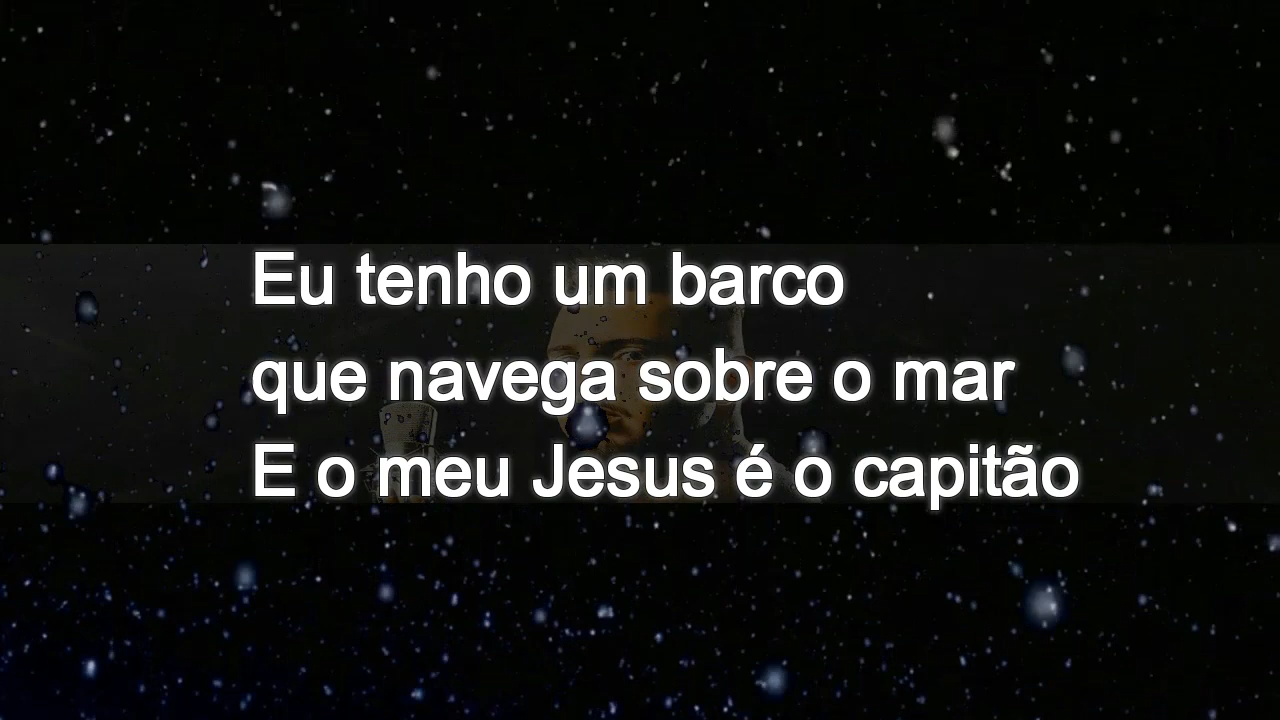 Eu tenho um barco
que navega sobre o mar
E o meu Jesus é o capitão